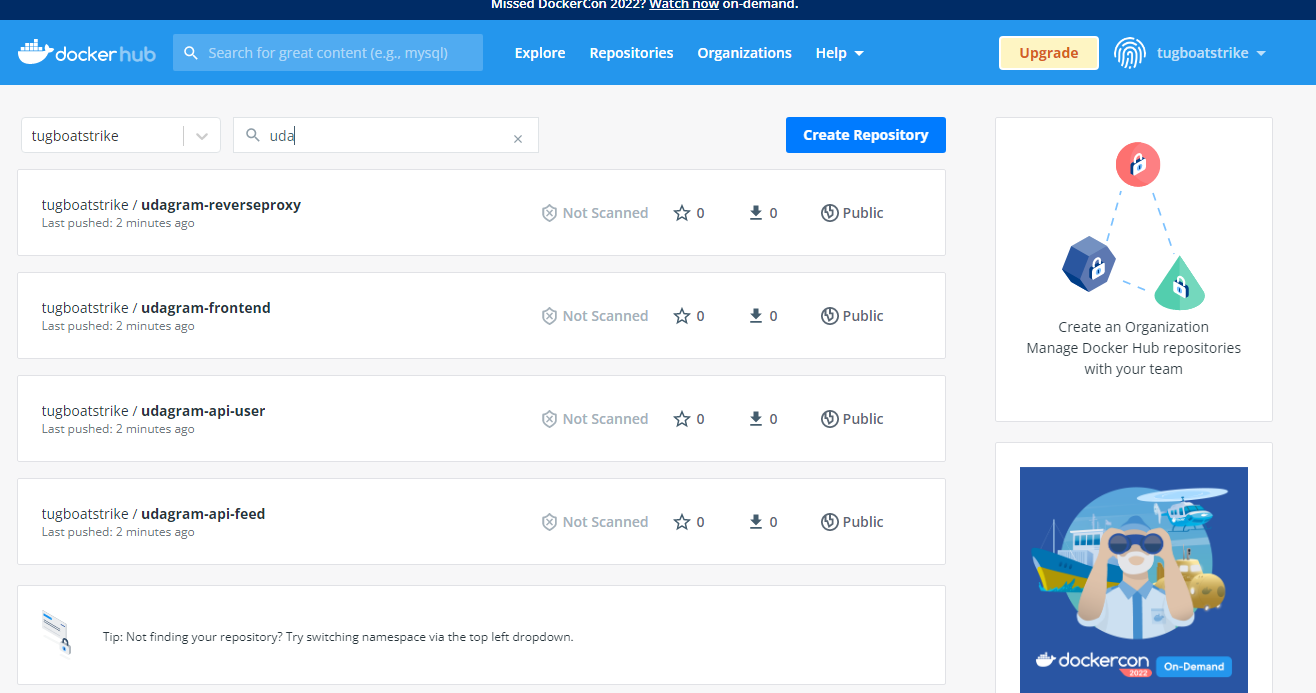 Missed DockerCon 2022? Watch now on-demand.
docker hub
Search for great content (e.g., mysql)
Explore
Repositories
Organizations
Help
Upgrade
tugboatstrike
tugboatstrike
uda
Create Repository
tugboatstrike / udagram-reverseproxy
Last pushed: 2 minutes ago
Not Scanned
0
0
Public
tugboatstrike / udagram-frontend
Last pushed: 2 minutes ago
Not Scanned
0
0
Public
tugboatstrike / udagram-api-user
Last pushed: 2 minutes ago
Not Scanned
0
0
Public
tugboatstrike / udagram-api-feed
Last pushed: 2 minutes ago
Not Scanned
0
0
Public
Tip: Not finding your repository? Try switching namespace via the top left dropdown.
Create an Organization
Manage Docker Hub repositories
with your team
dockercon
2022
On-Demand